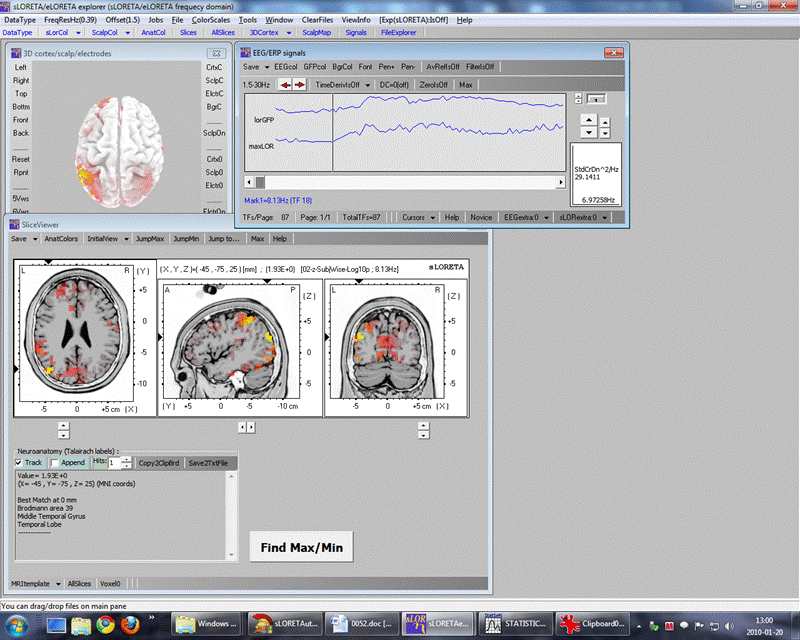 sLORETA/eLORETA explorer (sLORETA/eLORETA frequecy domain)
DataType FreqResHz(0.39) Offset(1.5) Jobs File ColorScales Tools Window ClearFiles ViewInfo [Exp(sLORETA):IsOff] Help
DataType sLorCol ScalpCol AnatCol Slices AllSlices 3DCortex ScalpMap Signals FileExplorer
3D cortex/scalp/electrodes
Left CrtxC
Right SclpC
Top ElctrC
Bottm BgrC
Front
Back SclpOn
Reset Crtx0
Rpnt Sclp0
Elctr0
5Vws
6Vws ElctrOn
EEG/ERP signals
Save EEGcol GFPcol BgrCol Font Pen+ Pen- AvRefIsOff FilterIsOff
1.5-30Hz TimeDerivIsOff DC=0(off) ZeroIsOff Max
lorGFP
maxLOR
StdCrDn^2/Hz
29.1411
6.97258Hz
Mark1=8.13Hz (TF 18)
TFs/Page: 87 Page: 1/1 TotalTFs=87 Cursors Help Novice EEGextra:0 sLORextra:0
SliceViewer
Save AnatColors InitialView JumpMax JumpMin Jump to... Max Help
L R (Y)
+5
0
-5
-10
-5 0 +5 cm (X)
(X, Y, Z)=(-45, -75, 25) [mm] ; (1.93E+0) [02-z-SubjWise-Log10p ; 8.13Hz] sLORETA
A P (Z)
+5
0
-5
(Y) +5 0 -5 -10 cm
L R (Z)
+5
0
-5
-5 0 +5 cm (X)
Neuroanatomy (Talairach labels) :
Track Append Hits: 1 Copy2ClipBrd Save2TxtFile
Value= 1.93E+0
(X= -45 , Y= -75 , Z= 25) (MNI coords)
Best Match at 0 mm
Brodmann area 39
Middle Temporal Gyrus
Temporal Lobe
-------------
Find Max/Min
MRItemplate AllSlices Voxel0
You can drag/drop files on main pane
Windows ... sLORETAut... 0052.doc [... sLORETAe... STATISTIC... Clipboard0...
13:00
2010-01-20